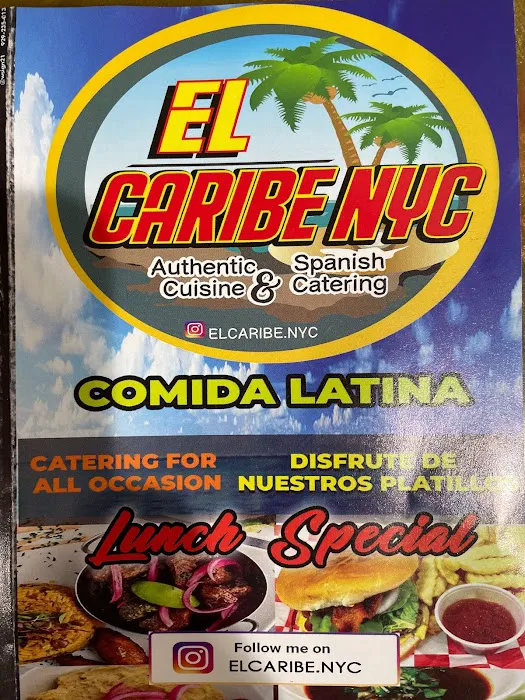 EL
CARIBE NYC
Authentic Spanish
Cuisine & Catering
ELCARIBE.NYC
COMIDA LATINA
CATERING FOR
ALL OCCASION
DISFRUTE DE
NUESTROS PLATILLOS
Lunch Special
Follow me on
ELCARIBE.NYC